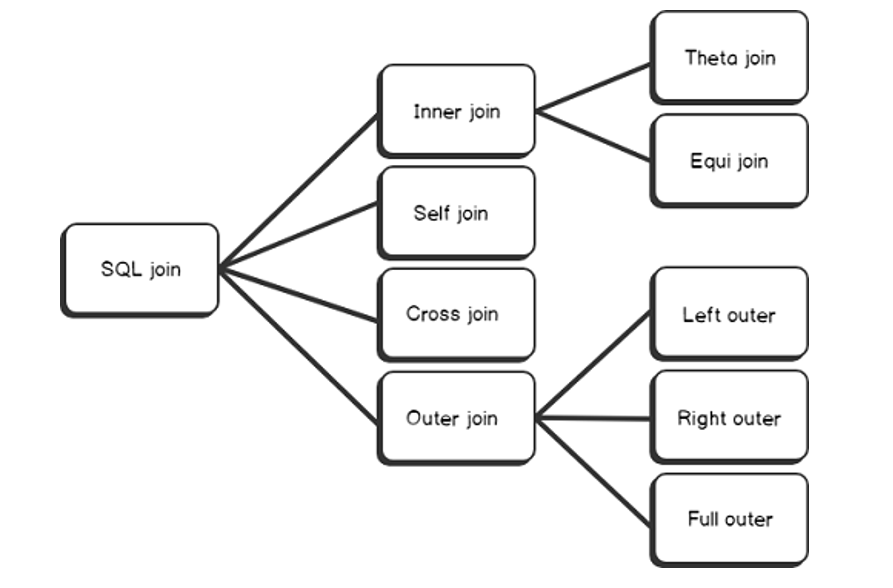 SQL join
Inner join
Self join
Cross join
Outer join
Theta join
Equi join
Left outer
Right outer
Full outer